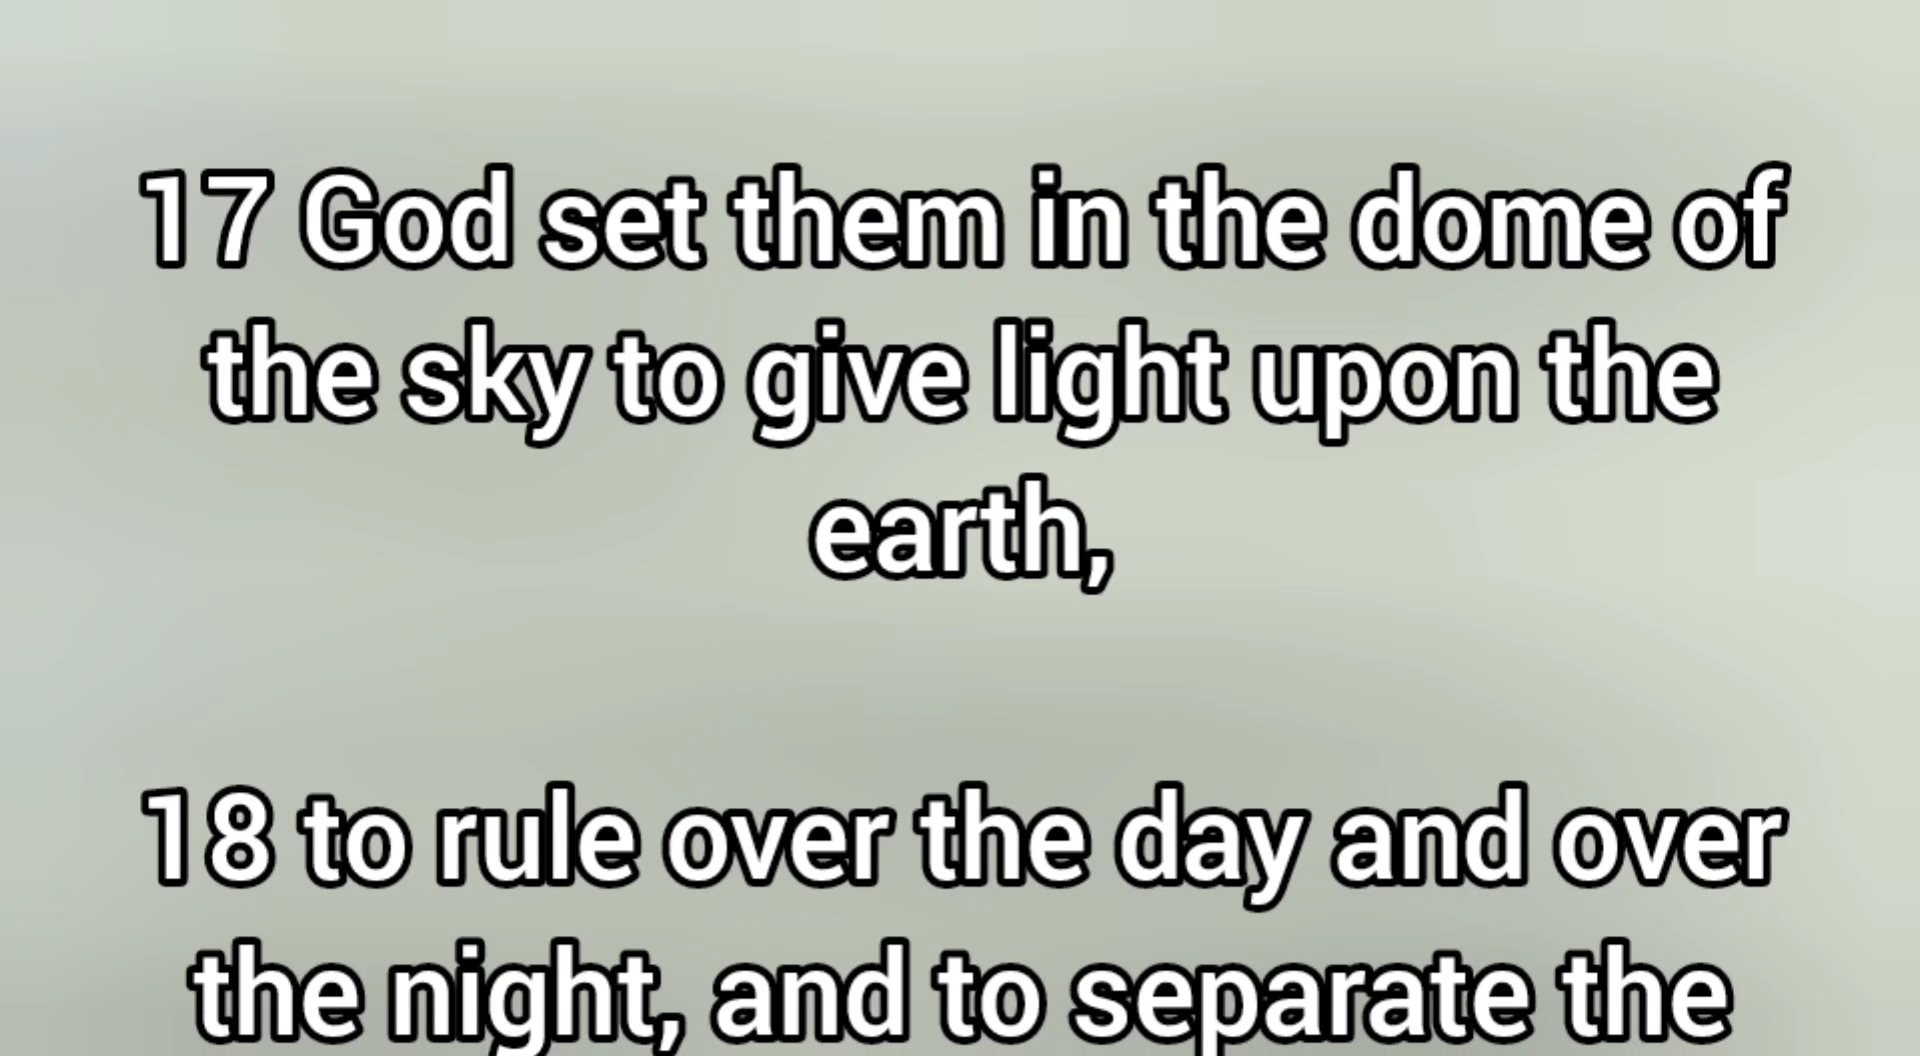 17 God set them in the dome of
the sky to give light upon the
earth,
18 to rule over the day and over
the night, and to separate the